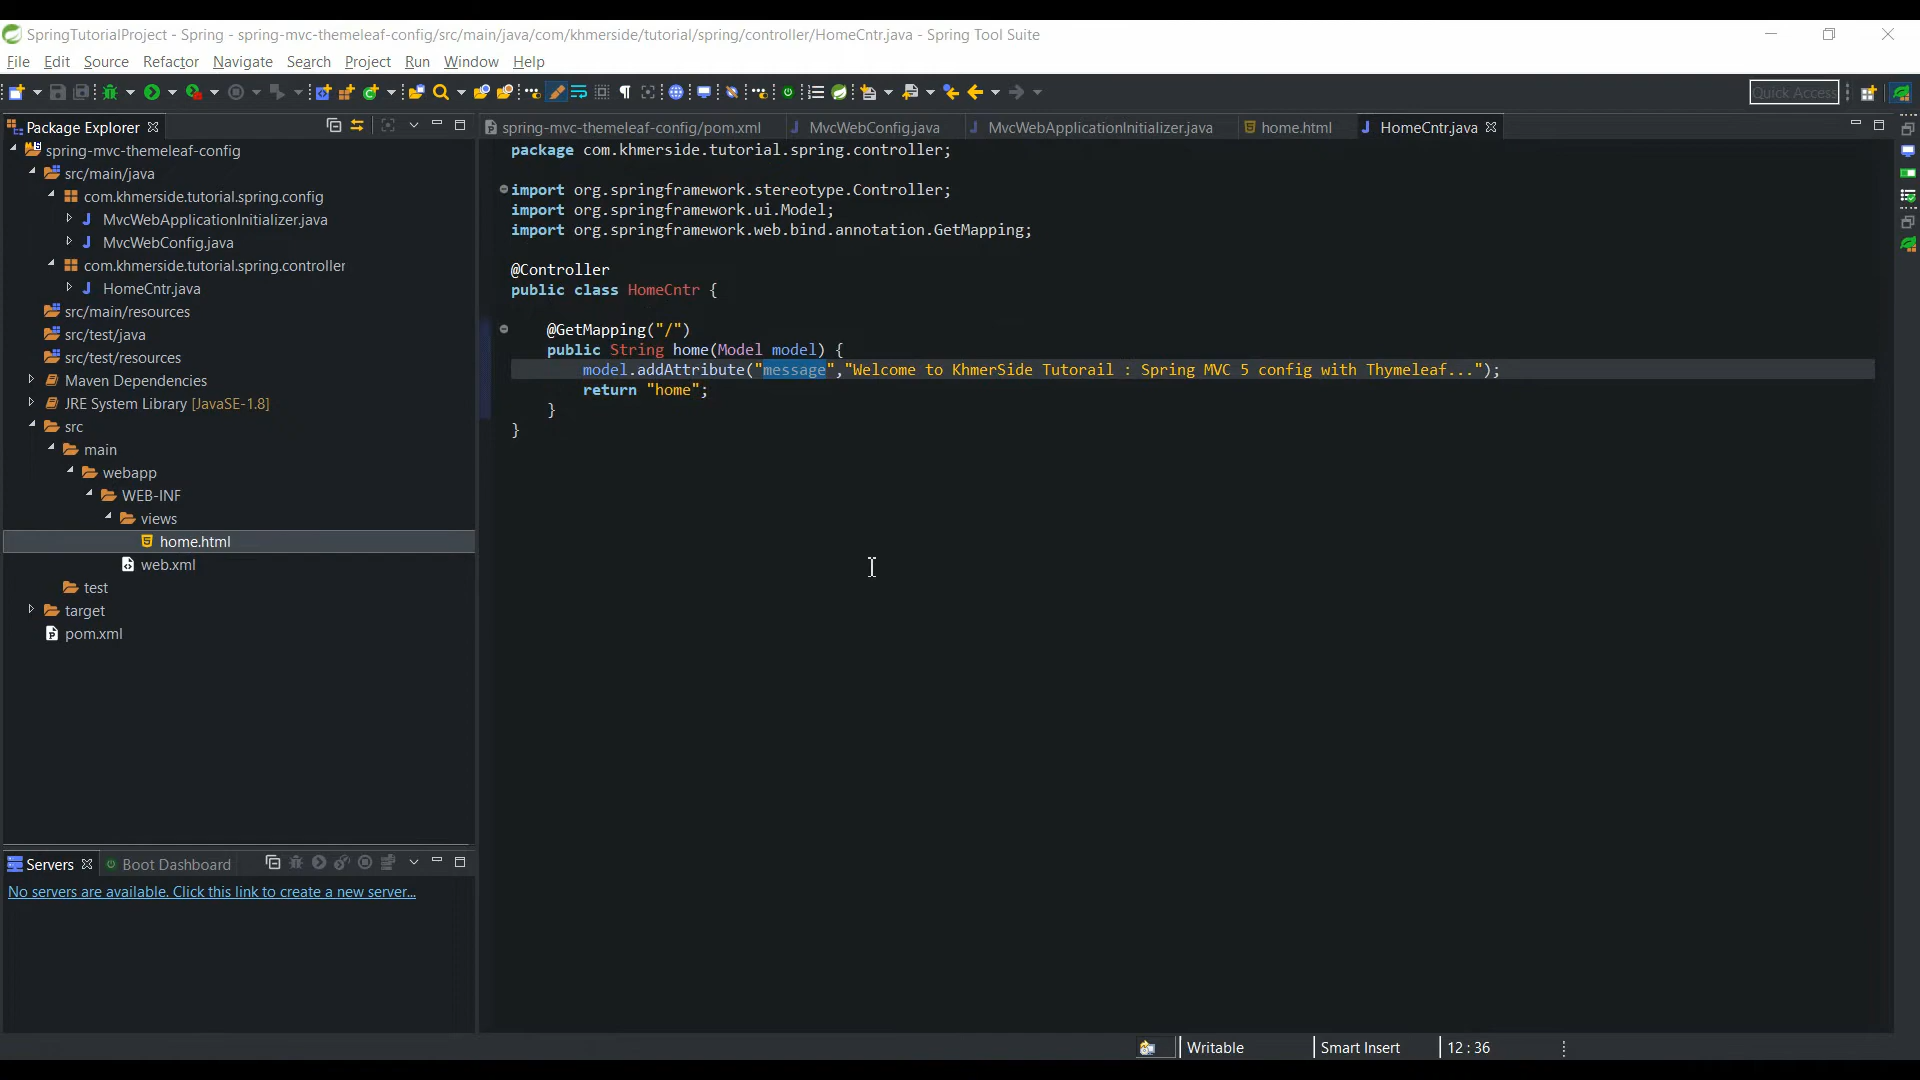 SpringTutorialProject - Spring - spring-mvc-themeleaf-config/src/main/java/com/khmerside/tutorial/spring/controller/HomeCntr.java - Spring Tool Suite
File Edit Source Refactor Navigate Search Project Run Window Help
Quick Access
Package Explorer
spring-mvc-themeleaf-config/pom.xml MvcWebConfig.java MvcWebApplicationInitializer.java home.html HomeCntr.java
spring-mvc-themeleaf-config
src/main/java
com.khmerside.tutorial.spring.config
MvcWebApplicationInitializer.java
MvcWebConfig.java
com.khmerside.tutorial.spring.controller
HomeCntr.java
src/main/resources
src/test/java
src/test/resources
Maven Dependencies
JRE System Library [JavaSE-1.8]
src
main
webapp
WEB-INF
views
home.html
web.xml
test
target
pom.xml
package com.khmerside.tutorial.spring.controller;
import org.springframework.stereotype.Controller;
import org.springframework.ui.Model;
import org.springframework.web.bind.annotation.GetMapping;
@Controller
public class HomeCntr {
@GetMapping("/")
public String home(Model model) {
model.addAttribute("message","Welcome to KhmerSide Tutorail : Spring MVC 5 config with Thymeleaf...");
return "home";
}
}
Servers Boot Dashboard
No servers are available. Click this link to create a new server...
Writable Smart Insert 12 : 36